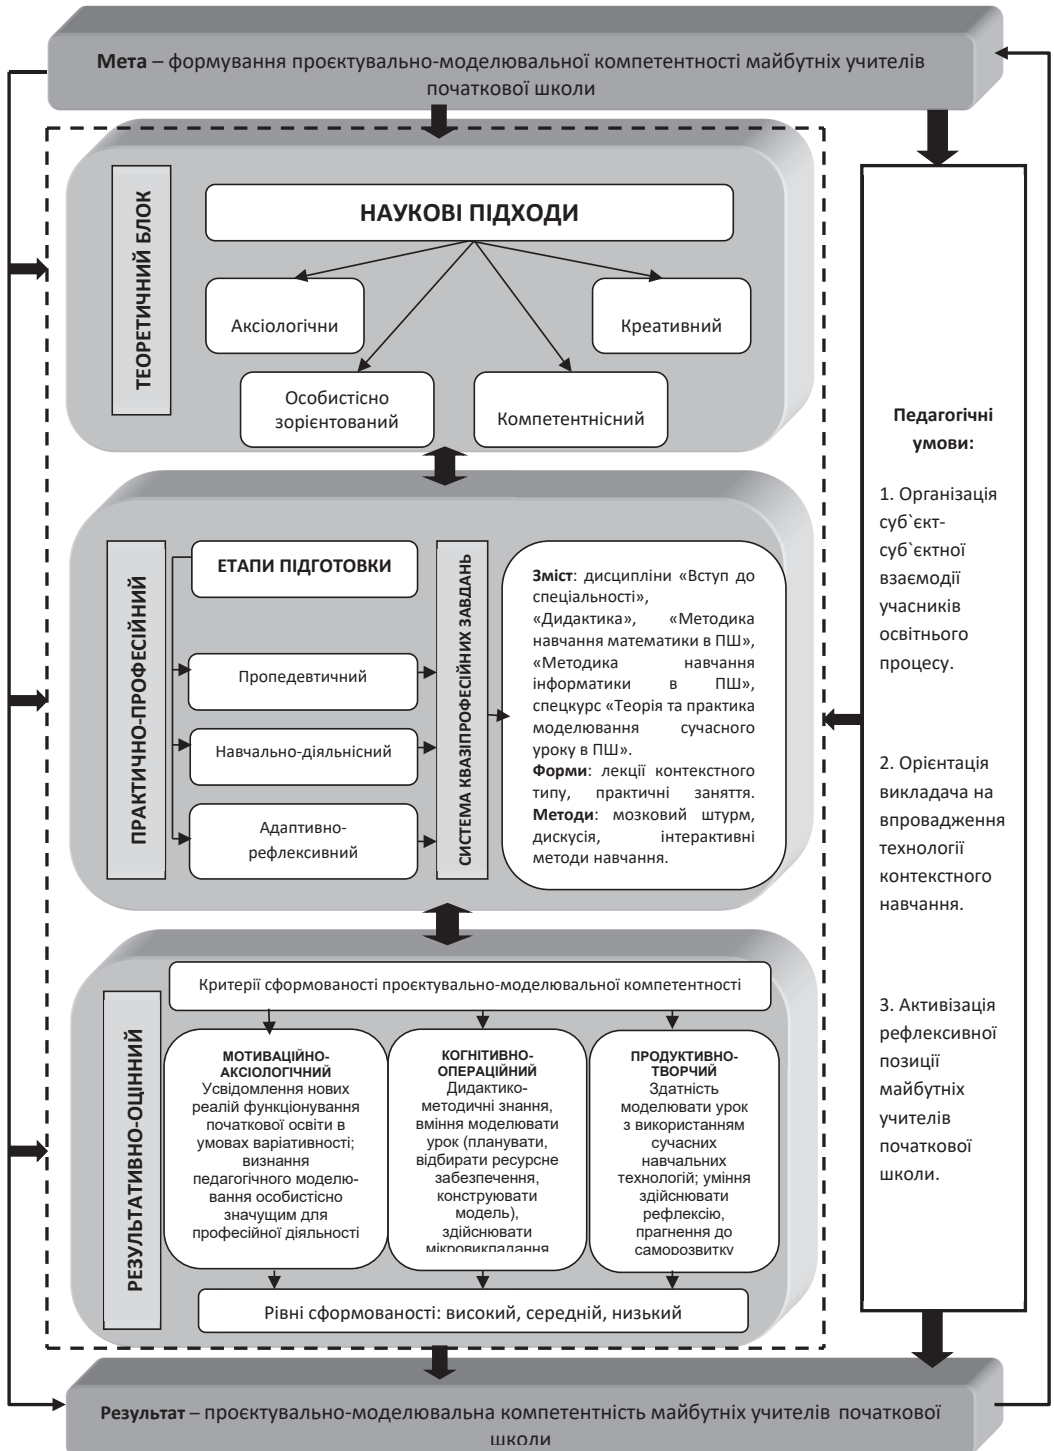 Мета – формування проєктувально-моделювальної компетентності майбутніх учителів
початкової школи
ТЕОРЕТИЧНИЙ БЛОК
НАУКОВІ ПІДХОДИ
Аксіологічни
Креативний
Особистісно
зорієнтований
Компетентнісний
ПРАКТИЧНО-ПРОФЕСІЙНИЙ
ЕТАПИ ПІДГОТОВКИ
Пропедевтичний
Навчально-діяльнісний
Адаптивно-
рефлексивний
СИСТЕМА КВАЗІПРОФЕСІЙНИХ ЗАВДАНЬ
Зміст: дисципліни «Вступ до
спеціальності»,
«Дидактика», «Методика
навчання математики в ПШ»,
«Методика навчання
інформатики в ПШ»,
спецкурс «Теорія та практика
моделювання сучасного
уроку в ПШ».
Форми: лекції контекстного
типу, практичні заняття.
Методи: мозковий штурм,
дискусія, інтерактивні
методи навчання.
РЕЗУЛЬТАТИВНО-ОЦІННИЙ
Критерії сформованості проєктувально-моделювальної компетентності
МОТИВАЦІЙНО-
АКСІОЛОГІЧНИЙ
Усвідомлення нових
реалій функціонування
початкової освіти в
умовах варіативності;
визнання
педагогічного моделю-
вання особистісно
значущим для
професійної діяльності
КОГНІТИВНО-
ОПЕРАЦІЙНИЙ
Дидактико-
методичні знання,
вміння моделювати
урок (планувати,
відбирати ресурсне
забезпечення,
конструювати
модель),
здійснювати
мікровикладання
ПРОДУКТИВНО-
ТВОРЧИЙ
Здатність
моделювати урок
з використанням
сучасних
навчальних
технологій; уміння
здійснювати
рефлексію,
прагнення до
саморозвитку
Рівні сформованості: високий, середній, низький
Педагогічні
умови:
1. Організація
суб`єкт-
суб`єктної
взаємодії
учасників
освітнього
процесу.
2. Орієнтація
викладача на
впровадження
технології
контекстного
навчання.
3. Активізація
рефлексивної
позиції
майбутніх
учителів
початкової
школи.
Результат – проєктувально-моделювальна компетентність майбутніх учителів початкової
школи